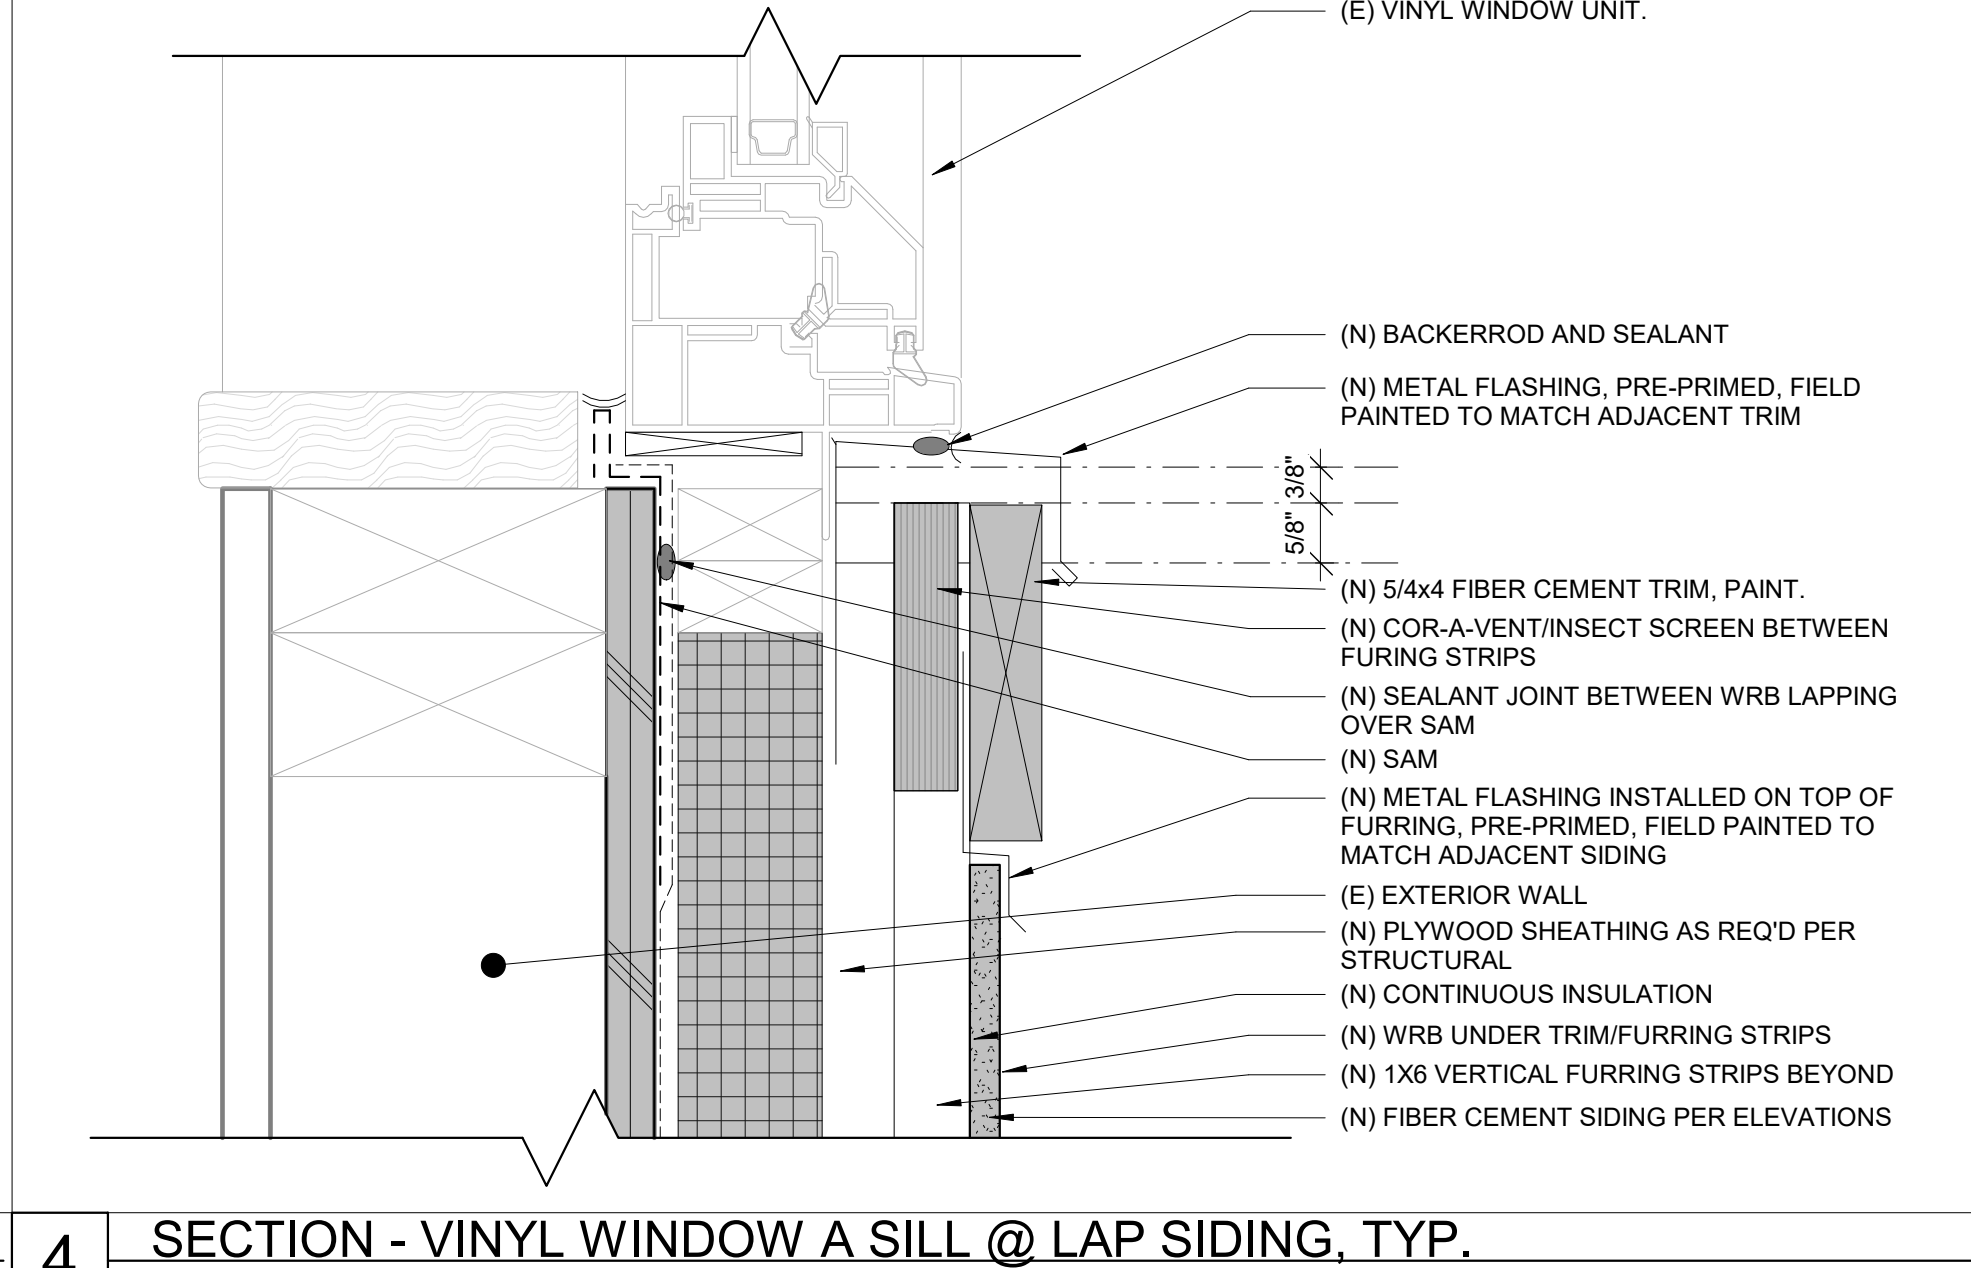 (E) VINYL WINDOW UNIT.
(N) BACKERROD AND SEALANT
(N) METAL FLASHING, PRE-PRIMED, FIELD
PAINTED TO MATCH ADJACENT TRIM
3/8"
5/8"
(N) 5/4x4 FIBER CEMENT TRIM, PAINT.
(N) COR-A-VENT/INSECT SCREEN BETWEEN
FURING STRIPS
(N) SEALANT JOINT BETWEEN WRB LAPPING
OVER SAM
(N) SAM
(N) METAL FLASHING INSTALLED ON TOP OF
FURRING, PRE-PRIMED, FIELD PAINTED TO
MATCH ADJACENT SIDING
(E) EXTERIOR WALL
(N) PLYWOOD SHEATHING AS REQ'D PER
STRUCTURAL
(N) CONTINUOUS INSULATION
(N) WRB UNDER TRIM/FURRING STRIPS
(N) 1X6 VERTICAL FURRING STRIPS BEYOND
(N) FIBER CEMENT SIDING PER ELEVATIONS
4
SECTION - VINYL WINDOW A SILL @ LAP SIDING, TYP.